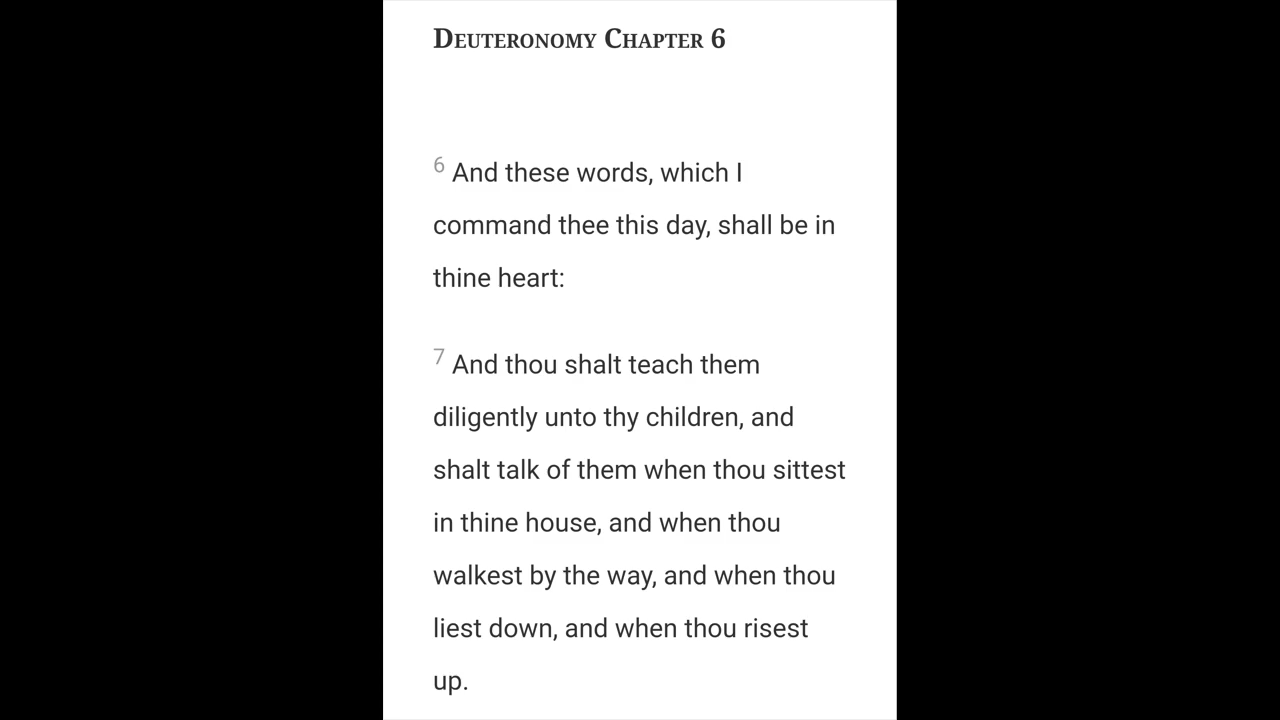 Deuteronomy Chapter 6
6 And these words, which I
command thee this day, shall be in
thine heart:
7 And thou shalt teach them
diligently unto thy children, and
shalt talk of them when thou sittest
in thine house, and when thou
walkest by the way, and when thou
liest down, and when thou risest
up.